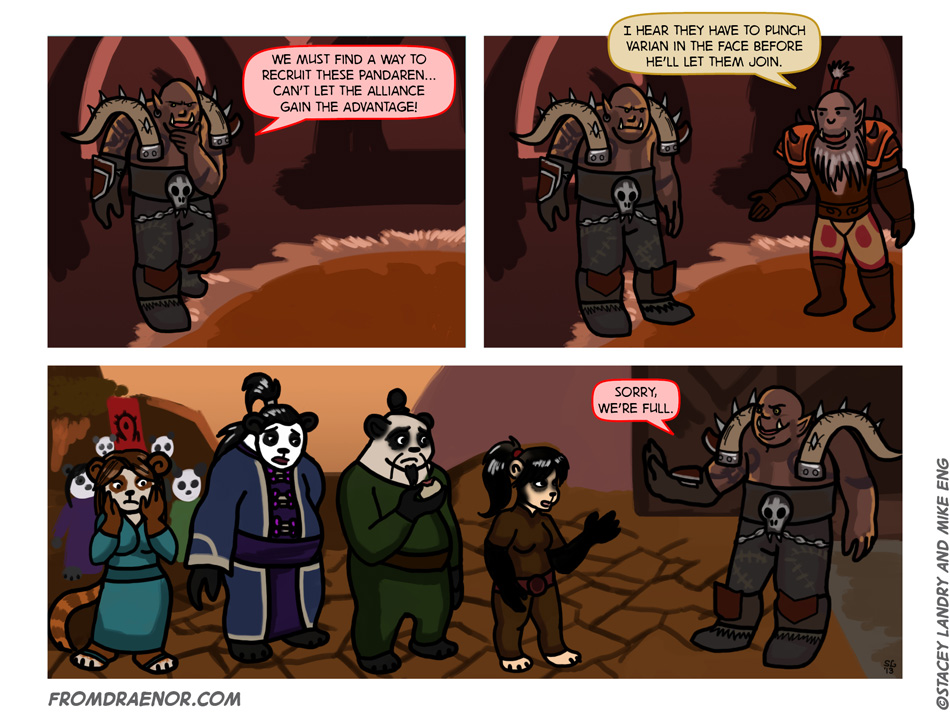 WE MUST FIND A WAY TO
RECRUIT THESE PANDAREN...
CAN'T LET THE ALLIANCE
GAIN THE ADVANTAGE!
I HEAR THEY HAVE TO PUNCH
VARIAN IN THE FACE BEFORE
HE'LL LET THEM JOIN.
SORRY,
WE'RE FULL.
FROMDRAENOR.COM
©STACEY LANDRY AND MIKE ENG